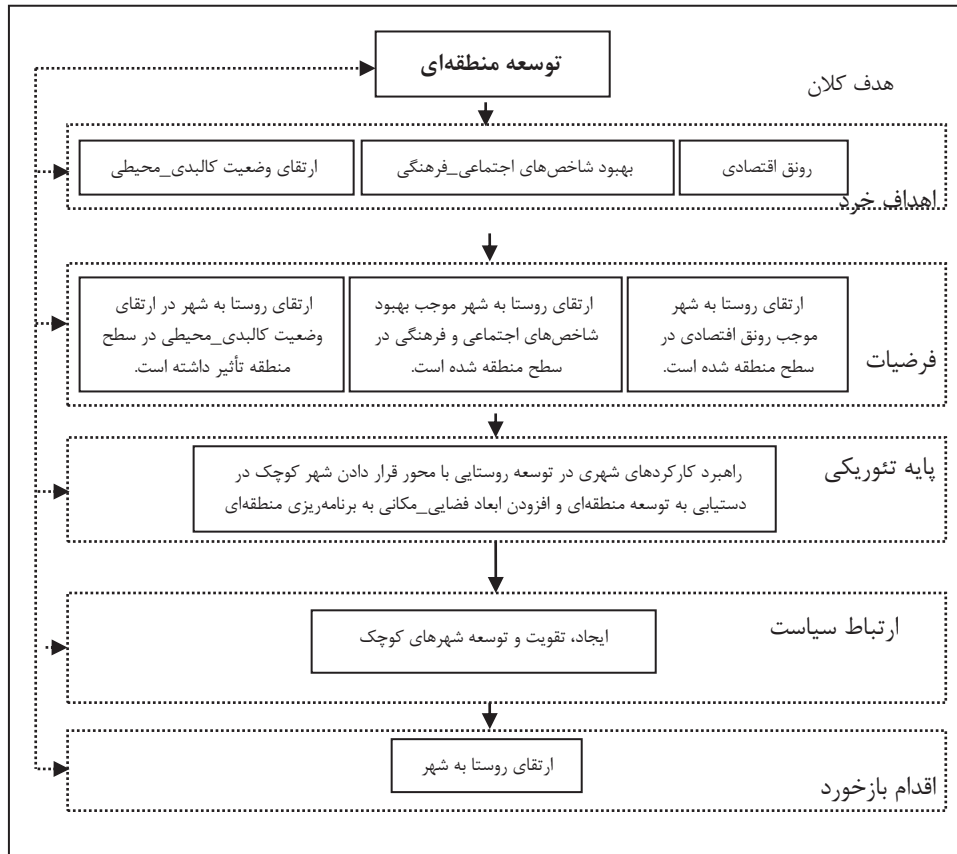 توسعه منطقه‌ای
هدف کلان
رونق اقتصادی
بهبود شاخص‌های اجتماعی_فرهنگی
ارتقای وضعیت کالبدی_محیطی
اهداف خرد
ارتقای روستا به شهر
موجب رونق اقتصادی در
سطح منطقه شده است.
ارتقای روستا به شهر موجب بهبود
شاخص‌های اجتماعی و فرهنگی در
سطح منطقه شده است.
ارتقای روستا به شهر در ارتقای
وضعیت کالبدی_محیطی در سطح
منطقه تأثیر داشته است.
فرضیات
پایه تئوریکی
راهبرد کارکردهای شهری در توسعه روستایی با محور قرار دادن شهر کوچک در
دستیابی به توسعه منطقه‌ای و افزودن ابعاد فضایی_مکانی به برنامه‌ریزی منطقه‌ای
ارتباط سیاست
ایجاد، تقویت و توسعه شهرهای کوچک
ارتقای روستا به شهر
اقدام بازخورد